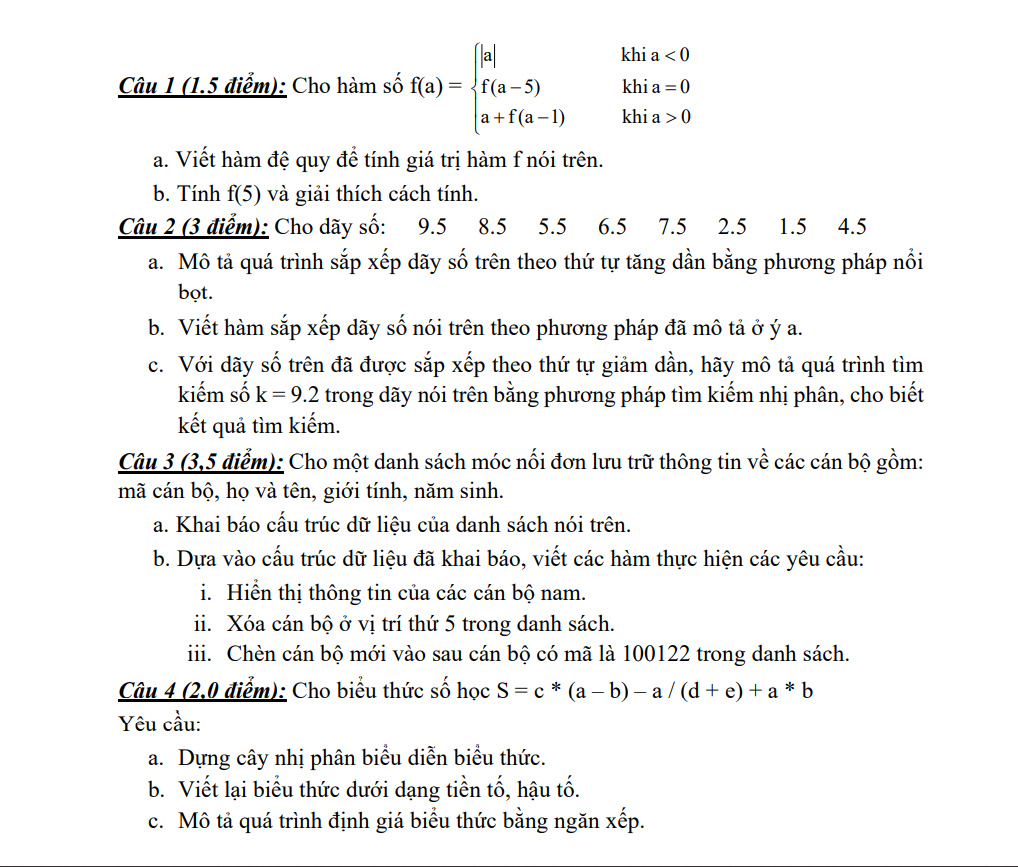 |a| khi a < 0
Câu 1 (1.5 điểm): Cho hàm số f(a) = { f(a − 5) khi a = 0
a + f(a − 1) khi a > 0
a. Viết hàm đệ quy để tính giá trị hàm f nói trên.
b. Tính f(5) và giải thích cách tính.
Câu 2 (3 điểm): Cho dãy số: 9.5 8.5 5.5 6.5 7.5 2.5 1.5 4.5
a. Mô tả quá trình sắp xếp dãy số trên theo thứ tự tăng dần bằng phương pháp nổi
bọt.
b. Viết hàm sắp xếp dãy số nói trên theo phương pháp đã mô tả ở ý a.
c. Với dãy số trên đã được sắp xếp theo thứ tự giảm dần, hãy mô tả quá trình tìm
kiếm số k = 9.2 trong dãy nói trên bằng phương pháp tìm kiếm nhị phân, cho biết
kết quả tìm kiếm.
Câu 3 (3,5 điểm): Cho một danh sách móc nối đơn lưu trữ thông tin về các cán bộ gồm:
mã cán bộ, họ và tên, giới tính, năm sinh.
a. Khai báo cấu trúc dữ liệu của danh sách nói trên.
b. Dựa vào cấu trúc dữ liệu đã khai báo, viết các hàm thực hiện các yêu cầu:
i. Hiển thị thông tin của các cán bộ nam.
ii. Xóa cán bộ ở vị trí thứ 5 trong danh sách.
iii. Chèn cán bộ mới vào sau cán bộ có mã là 100122 trong danh sách.
Câu 4 (2,0 điểm): Cho biểu thức số học S = c * (a – b) – a / (d + e) + a * b
Yêu cầu:
a. Dựng cây nhị phân biểu diễn biểu thức.
b. Viết lại biểu thức dưới dạng tiền tố, hậu tố.
c. Mô tả quá trình định giá biểu thức bằng ngăn xếp.